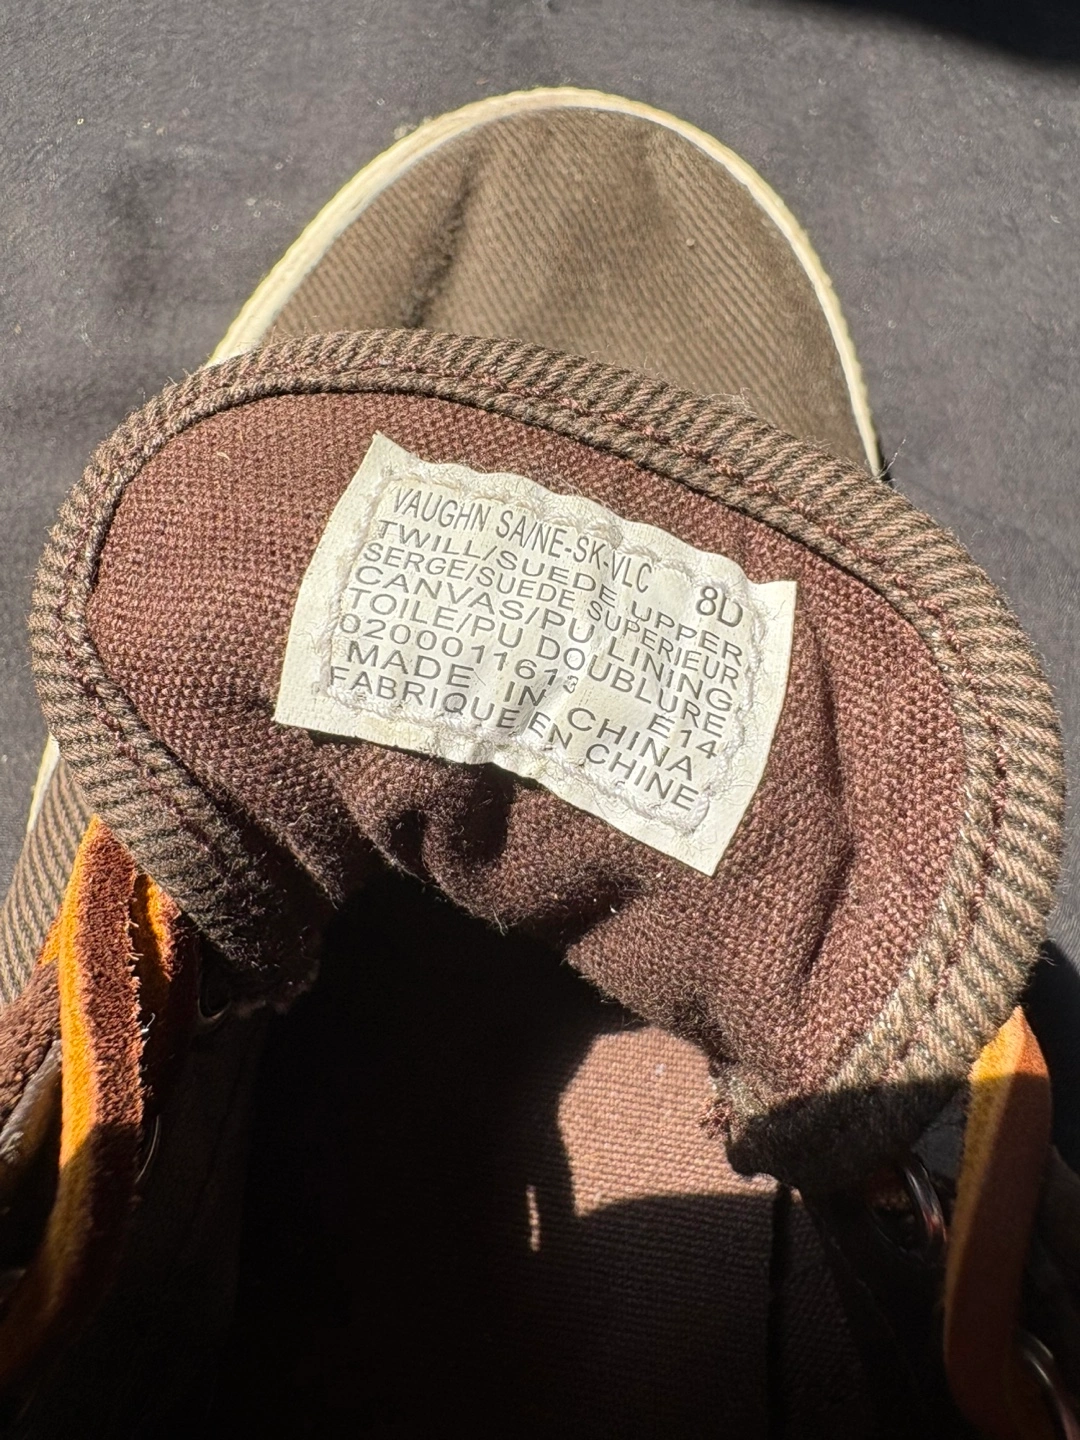 VAUGHN SA/NE-SK-VLC 8D
TWILL/SUEDE UPPER
SERGE/SUEDE SUPERIEUR
CANVAS/PU LINING
TOILE/PU DOUBLURE
E14
MADE IN CHINA
FABRIQUE EN CHINE